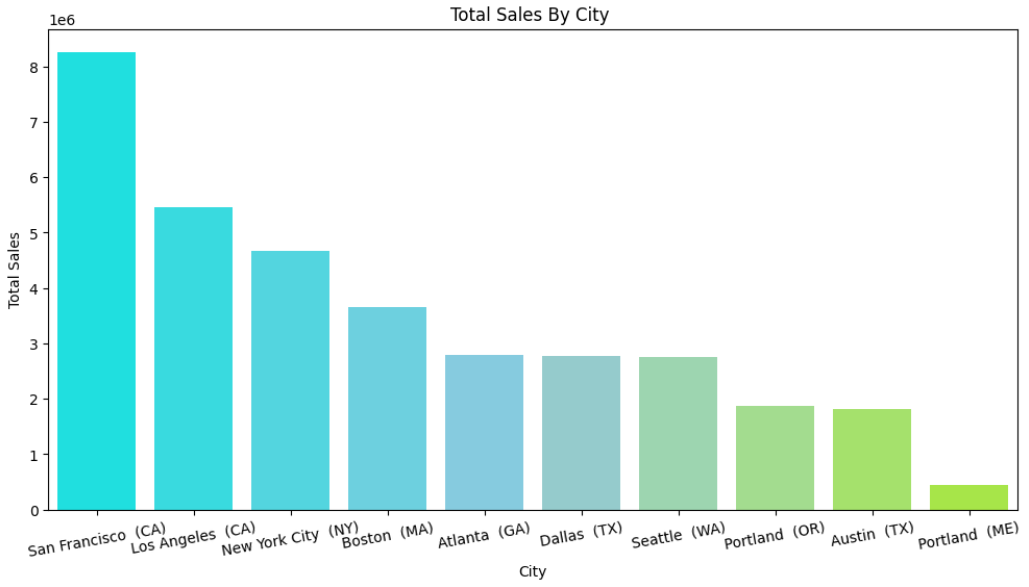 Total Sales By City
1e6
8
7
6
5
4
3
2
1
0
Total Sales
San Francisco  (CA)
Los Angeles  (CA)
New York City  (NY)
Boston  (MA)
Atlanta  (GA)
Dallas  (TX)
Seattle  (WA)
Portland  (OR)
Austin  (TX)
Portland  (ME)
City